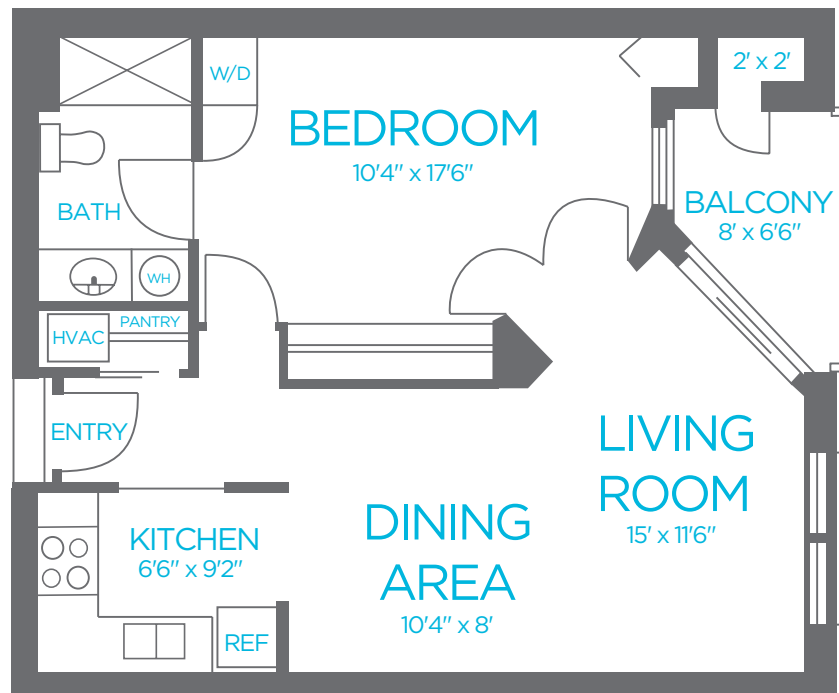 2' x 2'
W/D
BEDROOM
10'4" x 17'6"
BATH
BALCONY
8' x 6'6"
WH
PANTRY
HVAC
ENTRY
LIVING
ROOM
15' x 11'6"
KITCHEN
6'6" x 9'2"
DINING
AREA
10'4" x 8'
REF